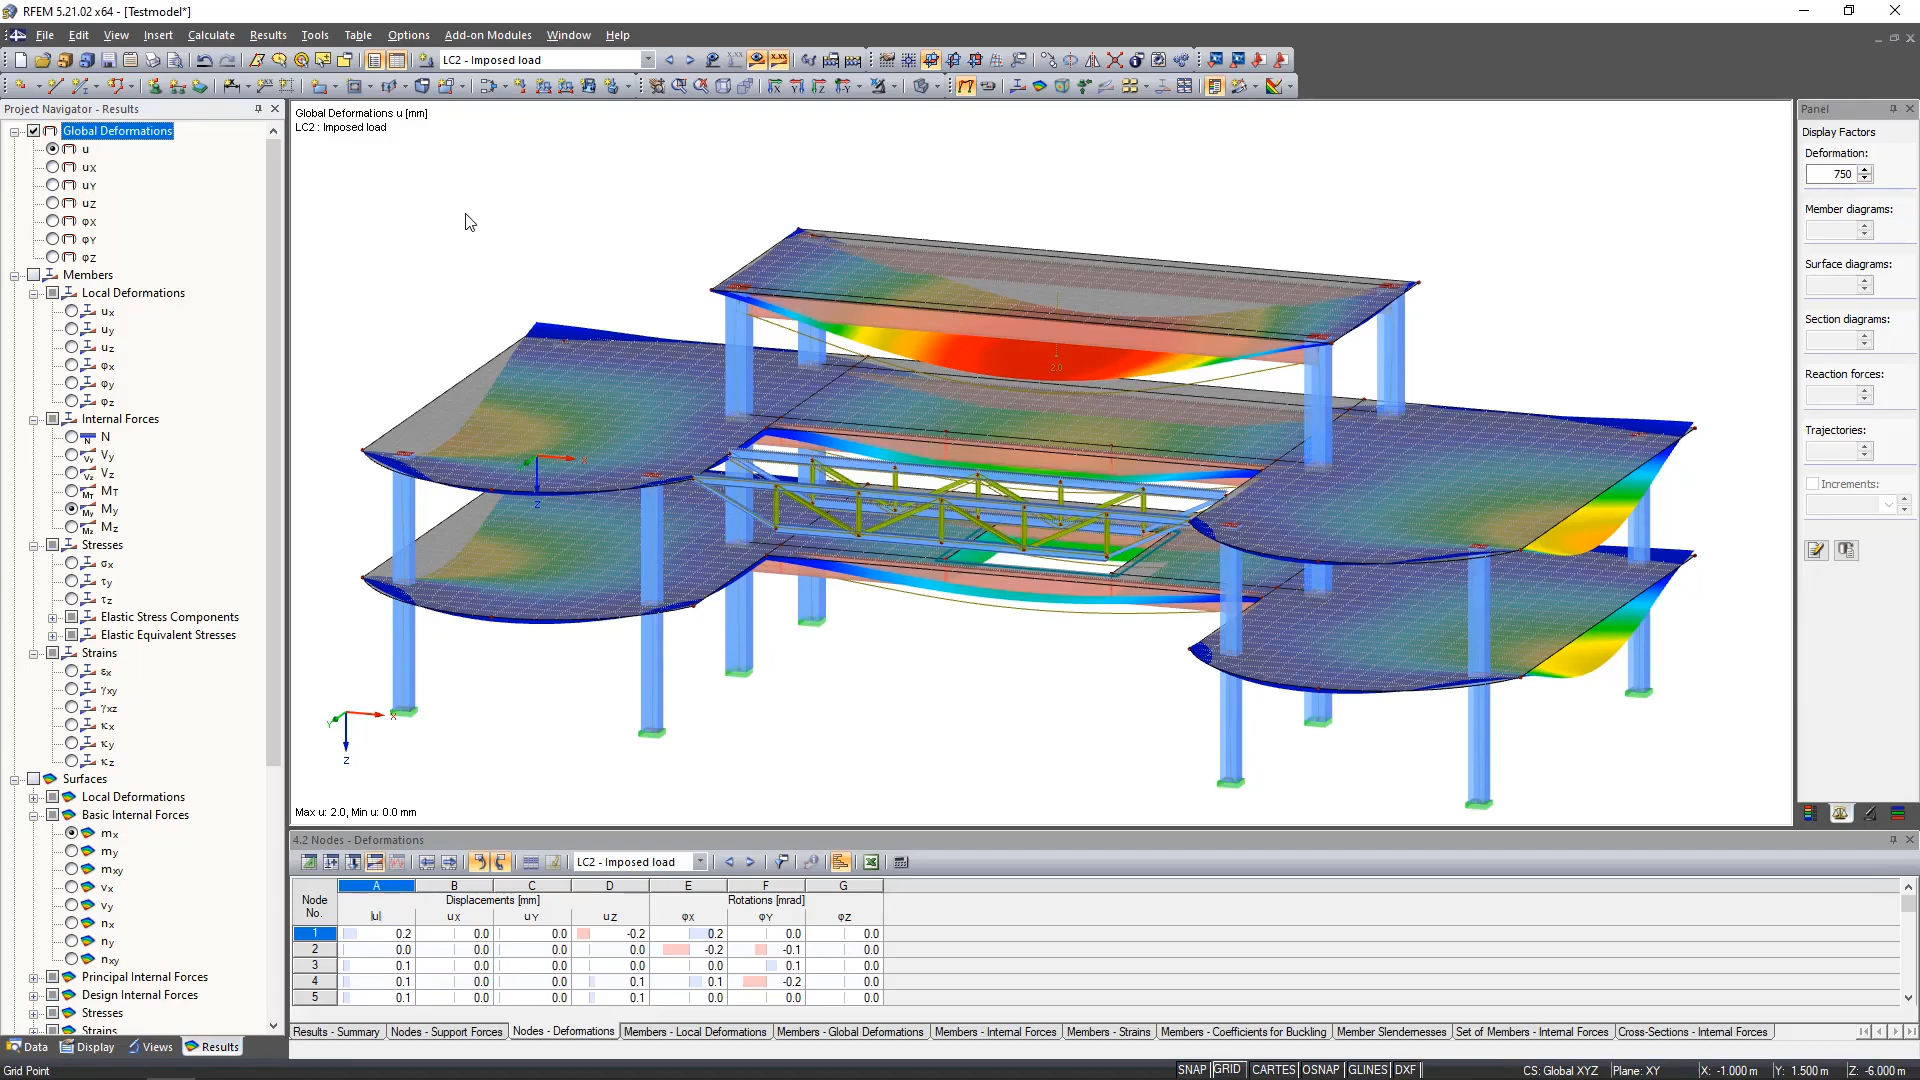 RFEM 5.21.02 x64 - [Testmodel*]
File Edit View Insert Calculate Results Tools Table Options Add-on Modules Window Help
LC2 - Imposed load
Project Navigator - Results
Global Deformations
u
uX
uY
uZ
φX
φY
φZ
Members
Local Deformations
ux
uy
uz
φx
φy
φz
Internal Forces
N
Vy
Vz
MT
My
Mz
Stresses
σx
τy
τz
Elastic Stress Components
Elastic Equivalent Stresses
Strains
εx
γxy
γxz
κx
κy
κz
Surfaces
Local Deformations
Basic Internal Forces
mx
my
mxy
vx
vy
nx
ny
nxy
Principal Internal Forces
Design Internal Forces
Stresses
Strains
Data Display Views Results
Global Deformations u [mm]
LC2 : Imposed load
2.0
X
Z
Y
X
Z
Max u: 2.0, Min u: 0.0 mm
Panel
Display Factors
Deformation:
750
Member diagrams:
Surface diagrams:
Section diagrams:
Reaction forces:
Trajectories:
Increments:
4.2 Nodes - Deformations
LC2 - Imposed load
A B C D E F G
Node No. Displacements [mm] Rotations [mrad]
|u| uX uY uZ φX φY φZ
1 0.2 0.0 0.0 -0.2 0.2 0.0 0.0
2 0.0 0.0 0.0 0.0 -0.2 -0.1 0.0
3 0.1 0.0 0.0 0.0 0.0 0.1 0.0
4 0.1 0.0 0.0 0.1 0.1 -0.2 0.0
5 0.1 0.0 0.0 0.1 0.0 0.0 0.0
Results - Summary Nodes - Support Forces Nodes - Deformations Members - Local Deformations Members - Global Deformations Members - Internal Forces Members - Strains Members - Coefficients for Buckling Member Slendernesses Set of Members - Internal Forces Cross-Sections - Internal Forces
Grid Point SNAP GRID CARTES OSNAP GLINES DXF CS: Global XYZ Plane: XY X: -1.000 m Y: 1.500 m Z: -6.000 m